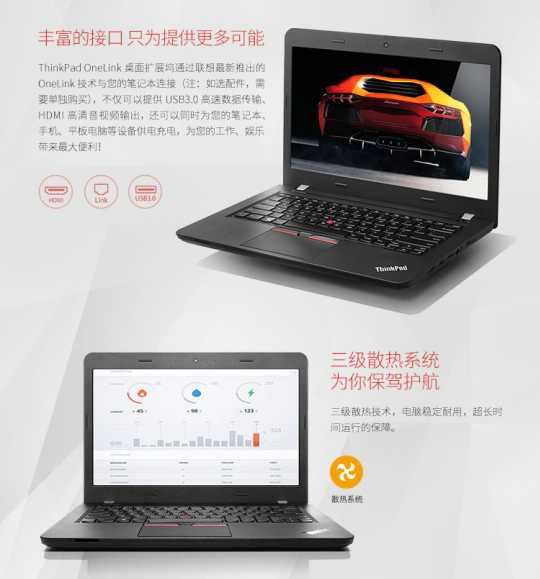 丰富的接口 只为提供更多可能
ThinkPad OneLink 桌面扩展坞通过联想最新推出的
OneLink 技术与您的笔记本连接（注：如选配件，需
要单独购买），不仅可以提供 USB3.0 高速数据传输、
HDMI 高清音视频输出，还可以同时为您的笔记本、
手机、平板电脑等设备供电充电，为您的工作、娱乐
带来最大便利！
HDMI
Link
USB3.0
ThinkPad
三级散热系统
为你保驾护航
三级散热技术，电脑稳定耐用，超长时
间运行的保障。
散热系统
45
98
123